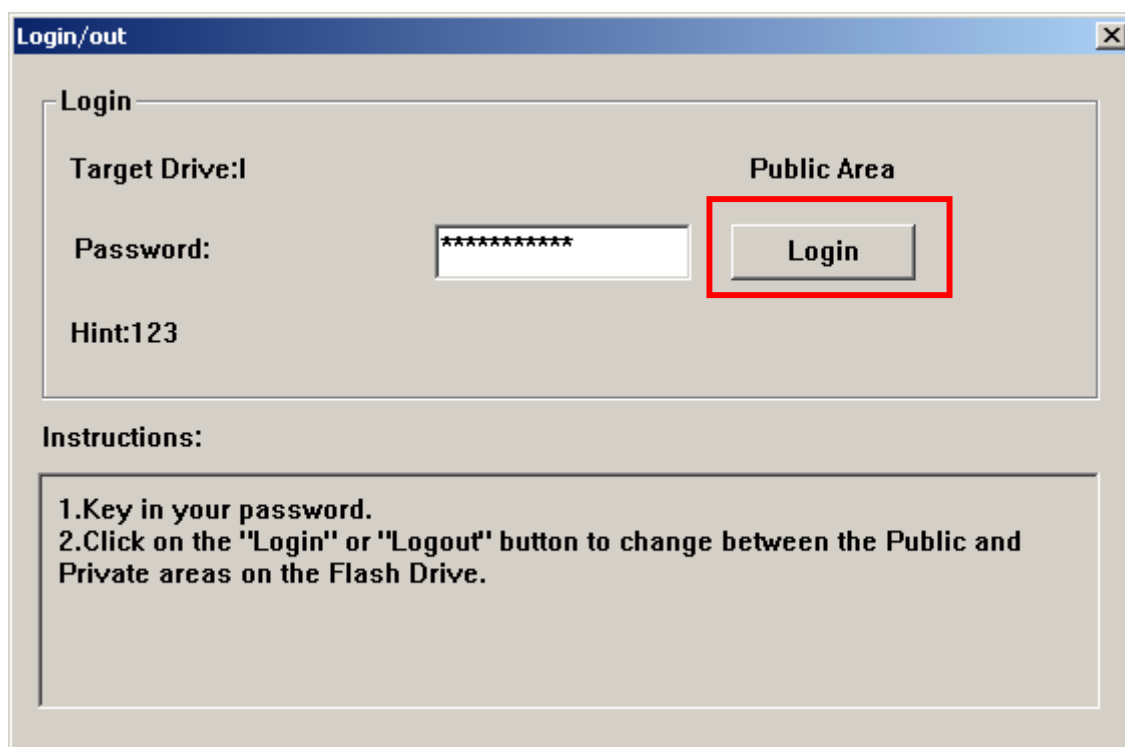 Login/out
Login
Target Drive:I
Public Area
Password:
***********
Login
Hint:123
Instructions:
1.Key in your password.
2.Click on the "Login" or "Logout" button to change between the Public and
Private areas on the Flash Drive.